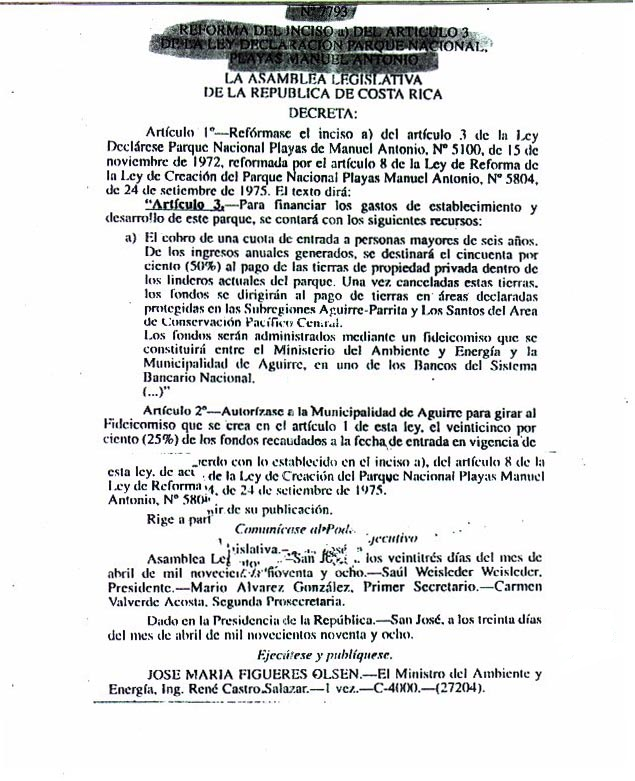 Nº 7793
REFORMA DEL INCISO a) DEL ARTICULO 3
DE LA LEY DECLARACIÓN PARQUE NACIONAL,
PLAYAS MANUEL ANTONIO
LA ASAMBLEA LEGISLATIVA
DE LA REPUBLICA DE COSTA RICA
DECRETA:
Artículo 1º—Refórmase el inciso a) del artículo 3 de la Ley
Declárese Parque Nacional Playas de Manuel Antonio, Nº 5100, de 15 de
noviembre de 1972, reformada por el artículo 8 de la Ley de Reforma de
la Ley de Creación del Parque Nacional Playas Manuel Antonio, Nº 5804,
de 24 de setiembre de 1975. El texto dirá:
"Artículo 3.—Para financiar los gastos de establecimiento y
desarrollo de este parque, se contará con los siguientes recursos:
a) El cobro de una cuota de entrada a personas mayores de seis años.
De los ingresos anuales generados, se destinará el cincuenta por
ciento (50%) al pago de las tierras de propiedad privada dentro de
los linderos actuales del parque. Una vez canceladas estas tierras,
los fondos se dirigirán al pago de tierras en áreas declaradas
protegidas en las Subregiones Aguirre-Parrita y Los Santos del Area
de Conservación Pacífico Central.
Los fondos serán administrados mediante un fideicomiso que se
constituirá entre el Ministerio del Ambiente y Energía y la
Municipalidad de Aguirre, en uno de los Bancos del Sistema
Bancario Nacional.
(...)"
Artículo 2º—Autorízase a la Municipalidad de Aguirre para girar al
Fideicomiso que se crea en el artículo 1 de esta ley, el veinticinco por
ciento (25%) de los fondos recaudados a la fecha de entrada en vigencia de
erdo con lo establecido en el inciso a), del artículo 8 de la
esta ley, de acu de la Ley de Creación del Parque Nacional Playas Manuel
Ley de Reforma 4, de 24 de setiembre de 1975.
Antonio, Nº 580
ir de su publicación.
Rige a part
Comunícase al Pod
jecutivo
islativa.— José
Asamblea Leg —San José, a los veintitrés días del mes de
abril de mil novecientos noventa y ocho.—Saúl Weisleder Weisleder,
Presidente.—Mario Alvarez González, Primer Secretario.—Carmen
Valverde Acosta, Segunda Prosecretaria.
Dado en la Presidencia de la República.—San José, a los treinta días
del mes de abril de mil novecientos noventa y ocho.
Ejecútese y publíquese.
JOSE MARIA FIGUERES OLSEN.—El Ministro del Ambiente y
Energía, Ing. René Castro Salazar.—1 vez.—C-4000.—(27204).